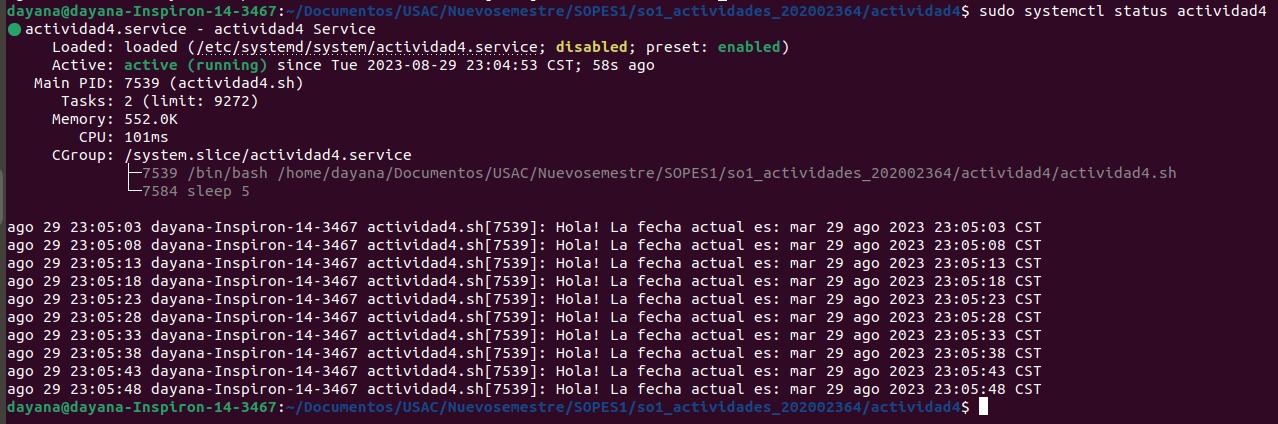 dayana@dayana-Inspiron-14-3467:~/Documentos/USAC/Nuevosemestre/SOPES1/so1_actividades_202002364/actividad4$ sudo systemctl status actividad4
● actividad4.service - actividad4 Service
     Loaded: loaded (/etc/systemd/system/actividad4.service; disabled; preset: enabled)
     Active: active (running) since Tue 2023-08-29 23:04:53 CST; 58s ago
   Main PID: 7539 (actividad4.sh)
      Tasks: 2 (limit: 9272)
     Memory: 552.0K
        CPU: 101ms
     CGroup: /system.slice/actividad4.service
             ├─7539 /bin/bash /home/dayana/Documentos/USAC/Nuevosemestre/SOPES1/so1_actividades_202002364/actividad4/actividad4.sh
             └─7584 sleep 5
ago 29 23:05:03 dayana-Inspiron-14-3467 actividad4.sh[7539]: Hola! La fecha actual es: mar 29 ago 2023 23:05:03 CST
ago 29 23:05:08 dayana-Inspiron-14-3467 actividad4.sh[7539]: Hola! La fecha actual es: mar 29 ago 2023 23:05:08 CST
ago 29 23:05:13 dayana-Inspiron-14-3467 actividad4.sh[7539]: Hola! La fecha actual es: mar 29 ago 2023 23:05:13 CST
ago 29 23:05:18 dayana-Inspiron-14-3467 actividad4.sh[7539]: Hola! La fecha actual es: mar 29 ago 2023 23:05:18 CST
ago 29 23:05:23 dayana-Inspiron-14-3467 actividad4.sh[7539]: Hola! La fecha actual es: mar 29 ago 2023 23:05:23 CST
ago 29 23:05:28 dayana-Inspiron-14-3467 actividad4.sh[7539]: Hola! La fecha actual es: mar 29 ago 2023 23:05:28 CST
ago 29 23:05:33 dayana-Inspiron-14-3467 actividad4.sh[7539]: Hola! La fecha actual es: mar 29 ago 2023 23:05:33 CST
ago 29 23:05:38 dayana-Inspiron-14-3467 actividad4.sh[7539]: Hola! La fecha actual es: mar 29 ago 2023 23:05:38 CST
ago 29 23:05:43 dayana-Inspiron-14-3467 actividad4.sh[7539]: Hola! La fecha actual es: mar 29 ago 2023 23:05:43 CST
ago 29 23:05:48 dayana-Inspiron-14-3467 actividad4.sh[7539]: Hola! La fecha actual es: mar 29 ago 2023 23:05:48 CST
dayana@dayana-Inspiron-14-3467:~/Documentos/USAC/Nuevosemestre/SOPES1/so1_actividades_202002364/actividad4$